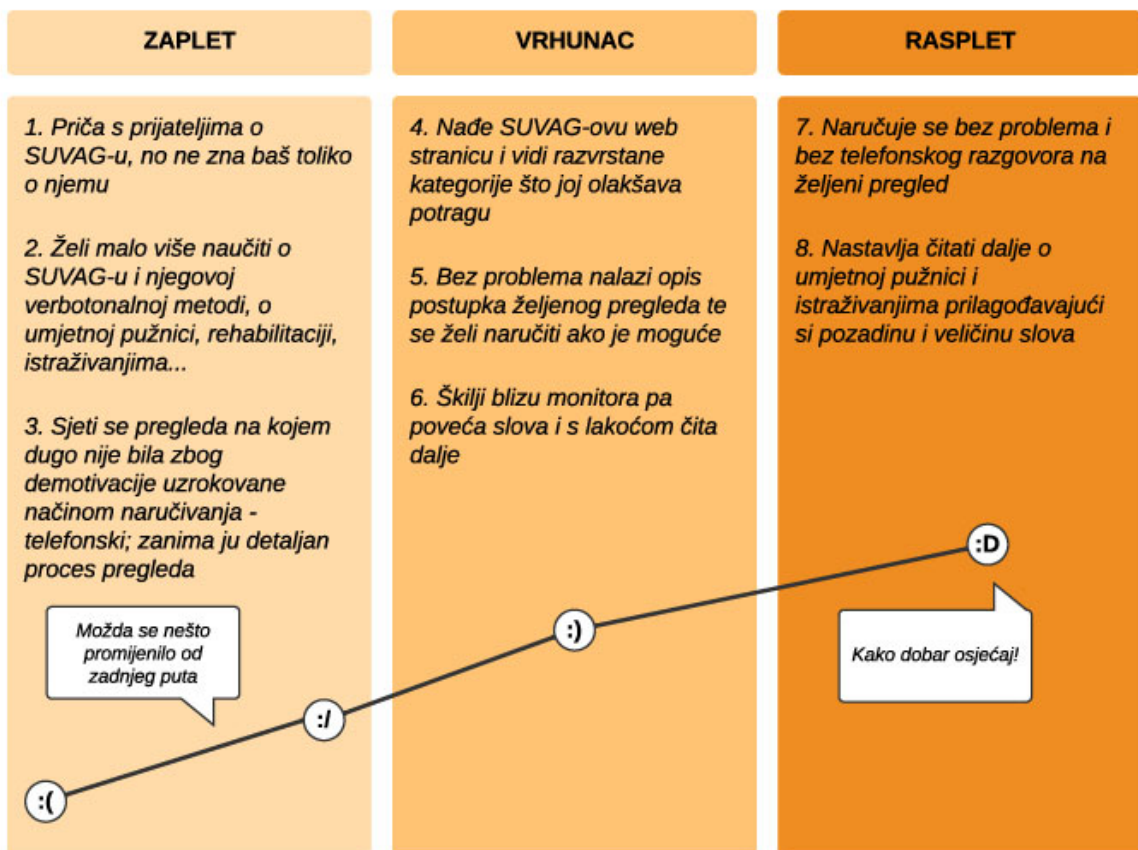 ZAPLET
1. Priča s prijateljima o
SUVAG-u, no ne zna baš toliko
o njemu
2. Želi malo više naučiti o
SUVAG-u i njegovoj
verbotonalnoj metodi, o
umjetnoj pužnici, rehabilitaciji,
istraživanjima...
3. Sjeti se pregleda na kojem
dugo nije bila zbog
demotivacije uzrokovane
načinom naručivanja -
telefonski; zanima ju detaljan
proces pregleda
Možda se nešto
promijenilo od
zadnjeg puta
:(
:/
VRHUNAC
4. Nađe SUVAG-ovu web
stranicu i vidi razvrstane
kategorije što joj olakšava
potragu
5. Bez problema nalazi opis
postupka željenog pregleda te
se želi naručiti ako je moguće
6. Škilji blizu monitora pa
poveća slova i s lakoćom čita
dalje
:)
RASPLET
7. Naručuje se bez problema i
bez telefonskog razgovora na
željeni pregled
8. Nastavlja čitati dalje o
umjetnoj pužnici i
istraživanjima prilagođavajući
si pozadinu i veličinu slova
:D
Kako dobar osjećaj!